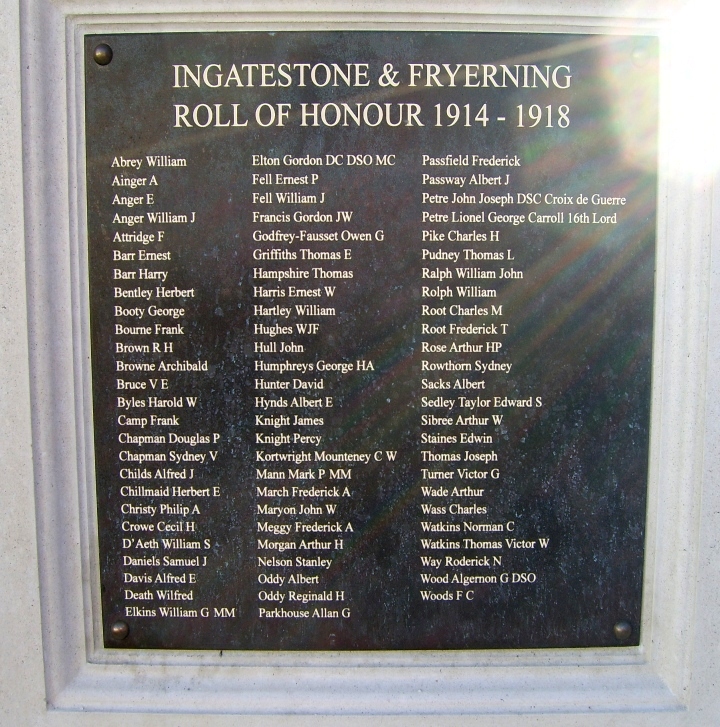 INGATESTONE & FRYERNING
ROLL OF HONOUR 1914 - 1918
Abrey William
Ainger A
Anger E
Anger William J
Attridge F
Barr Ernest
Barr Harry
Bentley Herbert
Booty George
Bourne Frank
Brown R H
Browne Archibald
Bruce V E
Byles Harold W
Camp Frank
Chapman Douglas P
Chapman Sydney V
Childs Alfred J
Chillmaid Herbert E
Christy Philip A
Crowe Cecil H
D'Aeth William S
Daniels Samuel J
Davis Alfred E
Death Wilfred
Elkins William G MM
Elton Gordon DC DSO MC
Fell Ernest P
Fell William J
Francis Gordon JW
Godfrey-Fausset Owen G
Griffiths Thomas E
Hampshire Thomas
Harris Ernest W
Hartley William
Hughes WJF
Hull John
Humphreys George HA
Hunter David
Hynds Albert E
Knight James
Knight Percy
Kortwright Mounteney C W
Mann Mark P MM
March Frederick A
Maryon John W
Meggy Frederick A
Morgan Arthur H
Nelson Stanley
Oddy Albert
Oddy Reginald H
Parkhouse Allan G
Passfield Frederick
Passway Albert J
Petre John Joseph DSC Croix de Guerre
Petre Lionel George Carroll 16th Lord
Pike Charles H
Pudney Thomas L
Ralph William John
Rolph William
Root Charles M
Root Frederick T
Rose Arthur HP
Rowthorn Sydney
Sacks Albert
Sedley Taylor Edward S
Sibree Arthur W
Staines Edwin
Thomas Joseph
Turner Victor G
Wade Arthur
Wass Charles
Watkins Norman C
Watkins Thomas Victor W
Way Roderick N
Wood Algernon G DSO
Woods F C